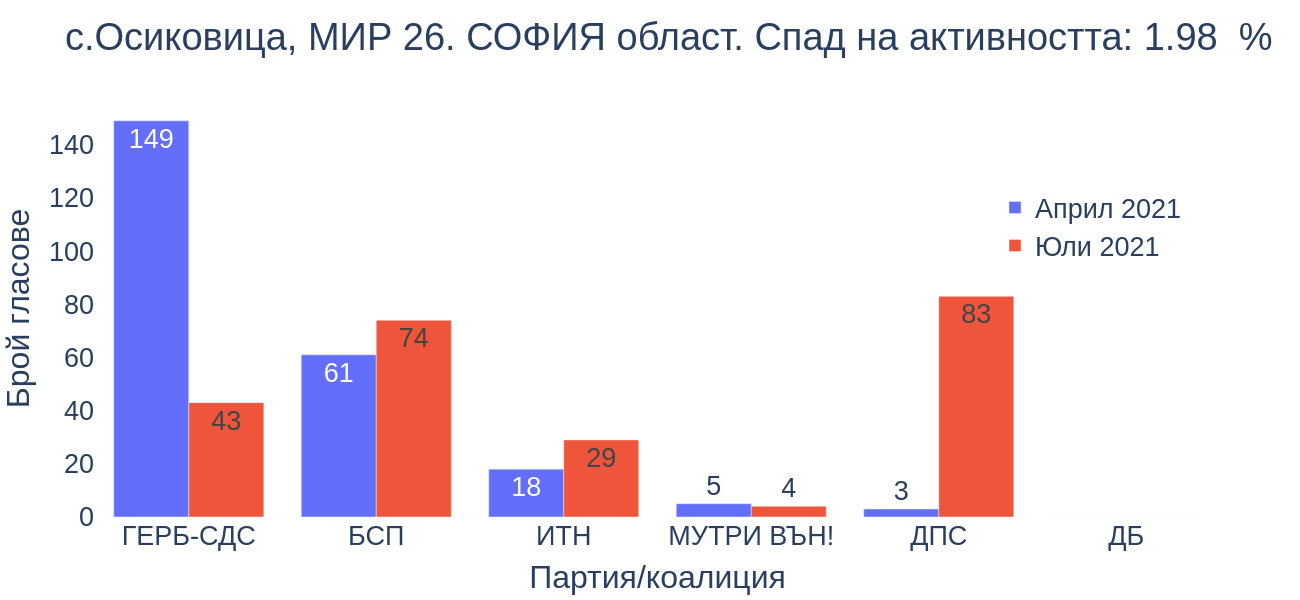 с.Осиковица, МИР 26. СОФИЯ област. Спад на активността: 1.98  %
Брой гласове
140
120
100
80
60
40
20
0
149
43
61
74
18
29
5
4
3
83
Април 2021
Юли 2021
ГЕРБ-СДС
БСП
ИТН
МУТРИ ВЪН!
ДПС
ДБ
Партия/коалиция